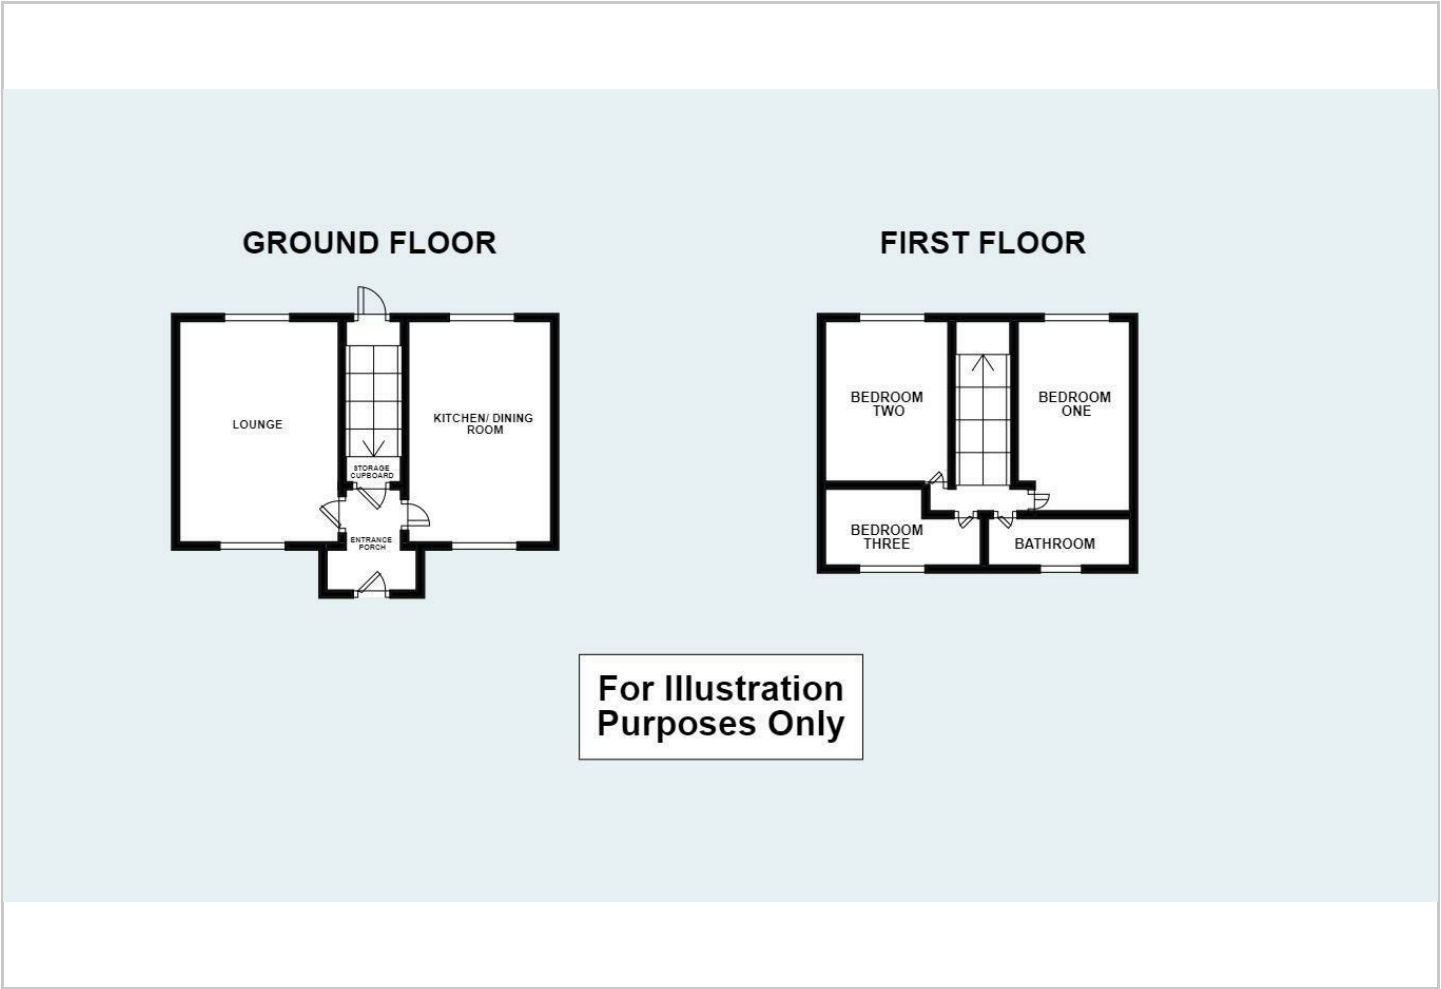 GROUND FLOOR
FIRST FLOOR
LOUNGE
KITCHEN/ DINING
ROOM
STORAGE
CUPBOARD
ENTRANCE
PORCH
BEDROOM
TWO
BEDROOM
ONE
BEDROOM
THREE
BATHROOM
For Illustration
Purposes Only